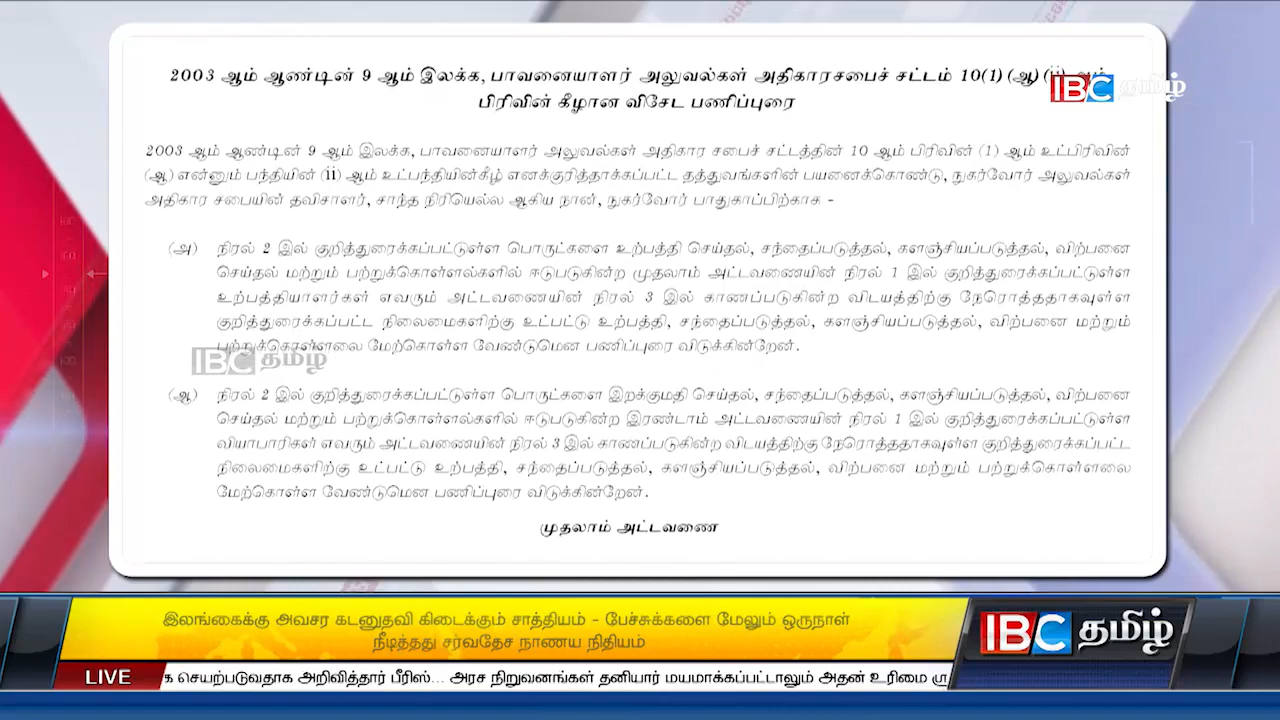 2003 ஆம் ஆண்டின் 9 ஆம் இலக்க, பாவனையாளர் அலுவல்கள் அதிகாரசபைச் சட்டம் 10(1)(ஆ)(ii) ஆம்
IBC தமிழ்
பிரிவின் கீழான விசேட பணிப்புரை
2003 ஆம் ஆண்டின் 9 ஆம் இலக்க, பாவனையாளர் அலுவல்கள் அதிகார சபைச் சட்டத்தின் 10 ஆம் பிரிவின் (1) ஆம் உட்பிரிவின்
(ஆ) என்னும் பந்தியின் (ii) ஆம் உட்பந்தியின்கீழ் எனக்குரித்தாக்கப்பட்ட தத்துவங்களின் பயனைக்கொண்டு, நுகர்வோர் அலுவல்கள்
அதிகார சபையின் தவிசாளர், சாந்த நிரியெல்ல ஆகிய நான், நுகர்வோர் பாதுகாப்பிற்காக -
(அ) நிரல் 2 இல் குறித்துரைக்கப்பட்டுள்ள பொருட்களை உற்பத்தி செய்தல், சந்தைப்படுத்தல், களஞ்சியப்படுத்தல், விற்பனை
செய்தல் மற்றும் பற்றுக்கொள்ளல்களில் ஈடுபடுகின்ற முதலாம் அட்டவணையின் நிரல் 1 இல் குறித்துரைக்கப்பட்டுள்ள
உற்பத்தியாளர்கள் எவரும் அட்டவணையின் நிரல் 3 இல் காணப்படுகின்ற விடயத்திற்கு நேரொத்ததாகவுள்ள
குறித்துரைக்கப்பட்ட நிலைமைகளிற்கு உட்பட்டு உற்பத்தி, சந்தைப்படுத்தல், களஞ்சியப்படுத்தல், விற்பனை மற்றும்
பற்றுக்கொள்ளலை மேற்கொள்ள வேண்டுமென பணிப்புரை விடுக்கின்றேன்.
IBC தமிழ்
(ஆ) நிரல் 2 இல் குறித்துரைக்கப்பட்டுள்ள பொருட்களை இறக்குமதி செய்தல், சந்தைப்படுத்தல், களஞ்சியப்படுத்தல், விற்பனை
செய்தல் மற்றும் பற்றுக்கொள்ளல்களில் ஈடுபடுகின்ற இரண்டாம் அட்டவணையின் நிரல் 1 இல் குறித்துரைக்கப்பட்டுள்ள
வியாபாரிகள் எவரும் அட்டவணையின் நிரல் 3 இல் காணப்படுகின்ற விடயத்திற்கு நேரொத்ததாகவுள்ள குறித்துரைக்கப்பட்ட
நிலைமைகளிற்கு உட்பட்டு உற்பத்தி, சந்தைப்படுத்தல், களஞ்சியப்படுத்தல், விற்பனை மற்றும் பற்றுக்கொள்ளலை
மேற்கொள்ள வேண்டுமென பணிப்புரை விடுக்கின்றேன்.
முதலாம் அட்டவணை
இலங்கைக்கு அவசர கடனுதவி கிடைக்கும் சாத்தியம் - பேச்சுக்களை மேலும் ஒருநாள்
நீடித்தது சர்வதேச நாணய நிதியம்
IBC தமிழ்
LIVE செயற்படுவதாக அறிவித்தார் பீரிஸ்... அரச நிறுவனங்கள் தனியார் மயமாக்கப்பட்டாலும் அதன் உரிமை